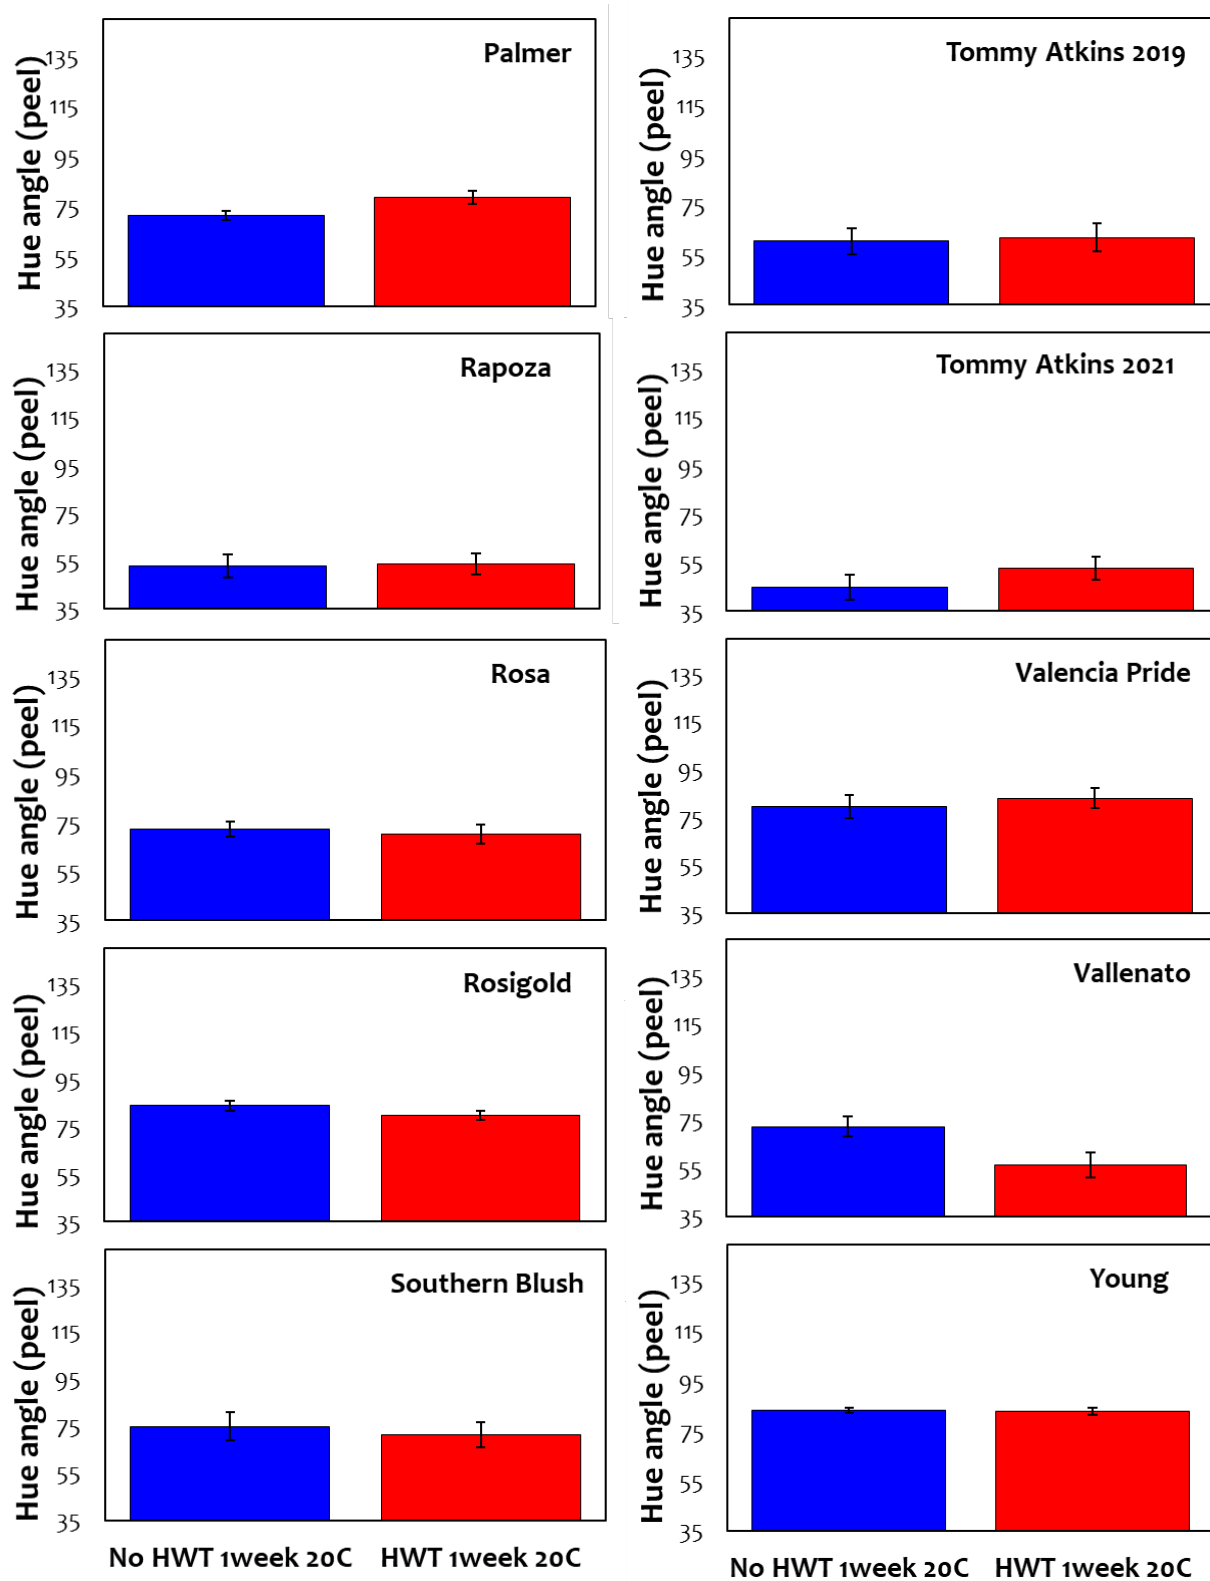 Palmer
Hue angle (peel)
135
115
95
75
55
35
Tommy Atkins 2019
Hue angle (peel)
135
115
95
75
55
35
Rapoza
Hue angle (peel)
135
115
95
75
55
35
Tommy Atkins 2021
Hue angle (peel)
135
115
95
75
55
35
Rosa
Hue angle (peel)
135
115
95
75
55
35
Valencia Pride
Hue angle (peel)
135
115
95
75
55
35
Rosigold
Hue angle (peel)
135
115
95
75
55
35
Vallenato
Hue angle (peel)
135
115
95
75
55
35
Southern Blush
Hue angle (peel)
135
115
95
75
55
35
No HWT 1week 20C HWT 1week 20C
Young
Hue angle (peel)
135
115
95
75
55
35
No HWT 1week 20C HWT 1week 20C